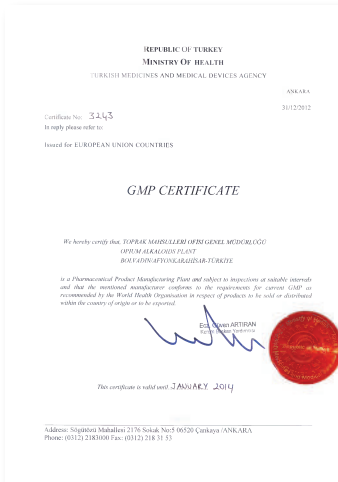 REPUBLIC OF TURKEY
MINISTRY OF HEALTH
TURKISH MEDICINES AND MEDICAL DEVICES AGENCY
ANKARA
31/12/2012
Certificate No: 3243
In reply please refer to:
Issued for EUROPEAN UNION COUNTRIES
GMP CERTIFICATE
We hereby certify that, TOPRAK MAHSULLERİ OFİSİ GENEL MÜDÜRLÜĞÜ
OPIUM ALKALOIDS PLANT
BOLVADİN/AFYONKARAHİSAR-TÜRKİYE
is a Pharmaceutical Product Manufacturing Plant and subject to inspections at suitable intervals
and that the mentioned manufacturer conforms to the requirements for current GMP as
recommended by the World Health Organisation in respect of products to be sold or distributed
within the country of origin or to be exported.
Ecz. Güven ARTIRAN
This certificate is valid until JANUARY 2014
Address: Söğütözü Mahallesi 2176 Sokak No:5 06520 Çankaya /ANKARA
Phone: (0312) 2183000 Fax: (0312) 218 31 53